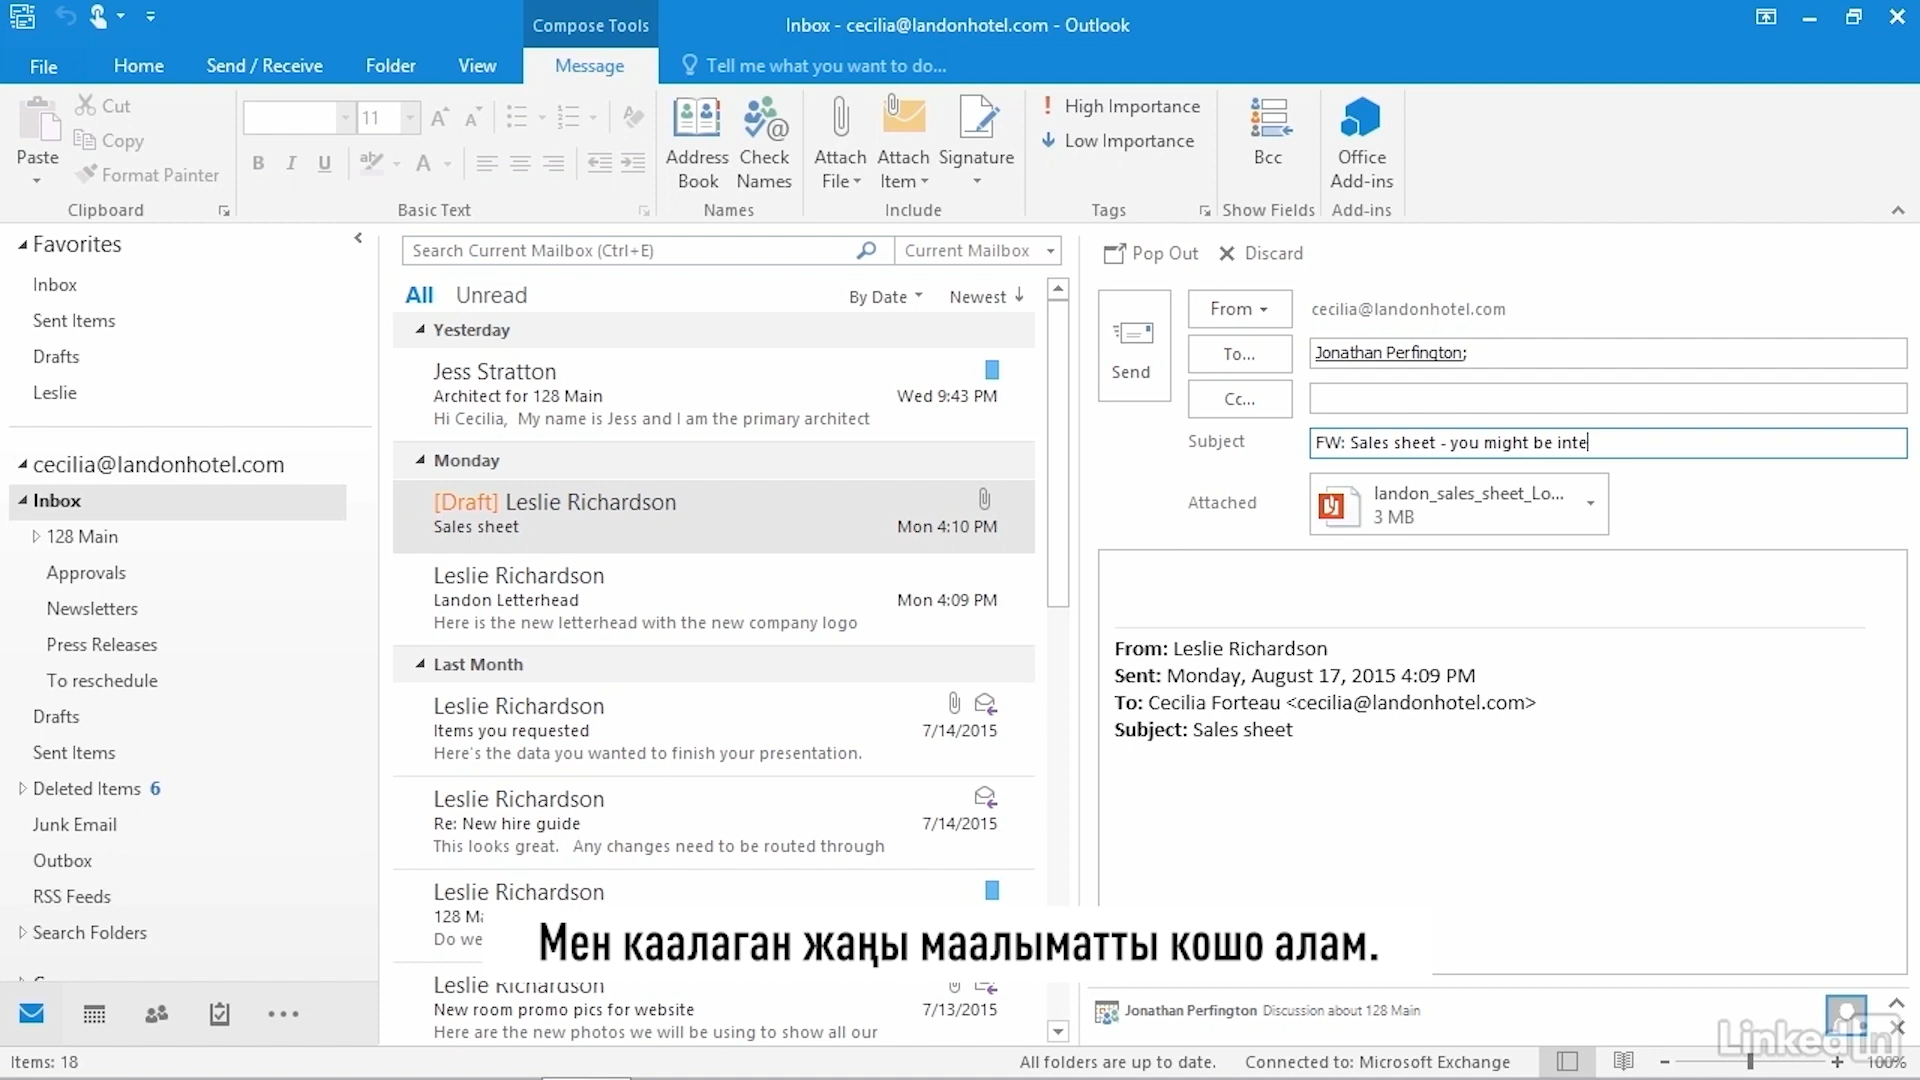 Compose Tools
Inbox - cecilia@landonhotel.com - Outlook
File
Home
Send / Receive
Folder
View
Message
Tell me what you want to do...
Paste
Cut
Copy
Format Painter
Clipboard
11
B I U
A
Basic Text
Address Book
Check Names
Names
Attach File
Attach Item
Signature
Include
High Importance
Low Importance
Tags
Bcc
Show Fields
Office Add-ins
Add-ins
Favorites
Inbox
Sent Items
Drafts
Leslie
cecilia@landonhotel.com
Inbox
128 Main
Approvals
Newsletters
Press Releases
To reschedule
Drafts
Sent Items
Deleted Items 6
Junk Email
Outbox
RSS Feeds
Search Folders
Search Current Mailbox (Ctrl+E)
Current Mailbox
All Unread
By Date
Newest
Yesterday
Jess Stratton
Architect for 128 Main Wed 9:43 PM
Hi Cecilia, My name is Jess and I am the primary architect
Monday
[Draft] Leslie Richardson
Sales sheet Mon 4:10 PM
Leslie Richardson
Landon Letterhead Mon 4:09 PM
Here is the new letterhead with the new company logo
Last Month
Leslie Richardson
Items you requested 7/14/2015
Here's the data you wanted to finish your presentation.
Leslie Richardson
Re: New hire guide 7/14/2015
This looks great. Any changes need to be routed through
Leslie Richardson
128
Do we
Leslie Richardson
New room promo pics for website 7/13/2015
Here are the new photos we will be using to show all our
Pop Out
Discard
Send
From
cecilia@landonhotel.com
To...
Jonathan Perfington;
Cc...
Subject
FW: Sales sheet - you might be inte
Attached
landon_sales_sheet_Lo...
3 MB
From: Leslie Richardson
Sent: Monday, August 17, 2015 4:09 PM
To: Cecilia Forteau <cecilia@landonhotel.com>
Subject: Sales sheet
Мен каалаган жаңы маалыматты кошо алам.
Jonathan Perfington Discussion about 128 Main
LinkedIn
Items: 18
All folders are up to date.
Connected to: Microsoft Exchange
100%